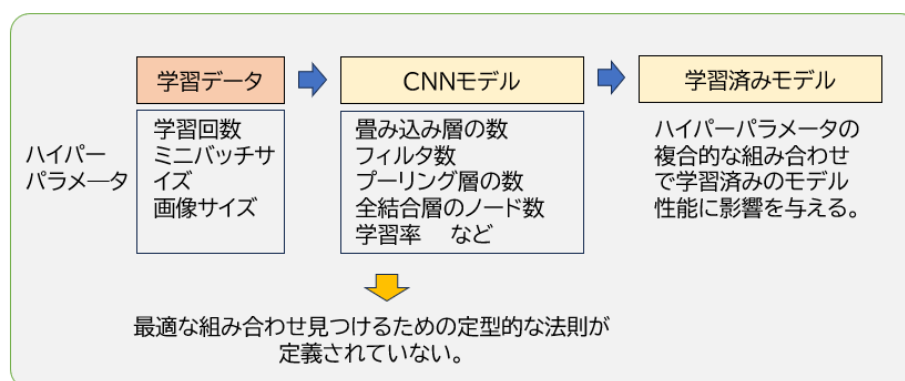 学習データ
CNNモデル
学習済みモデル
ハイパー
パラメータ
学習回数
ミニバッチサ
イズ
画像サイズ
畳み込み層の数
フィルタ数
プーリング層の数
全結合層のノード数
学習率　など
ハイパーパラメータの
複合的な組み合わせ
で学習済みのモデル
性能に影響を与える。
最適な組み合わせ見つけるための定型的な法則が
定義されていない。